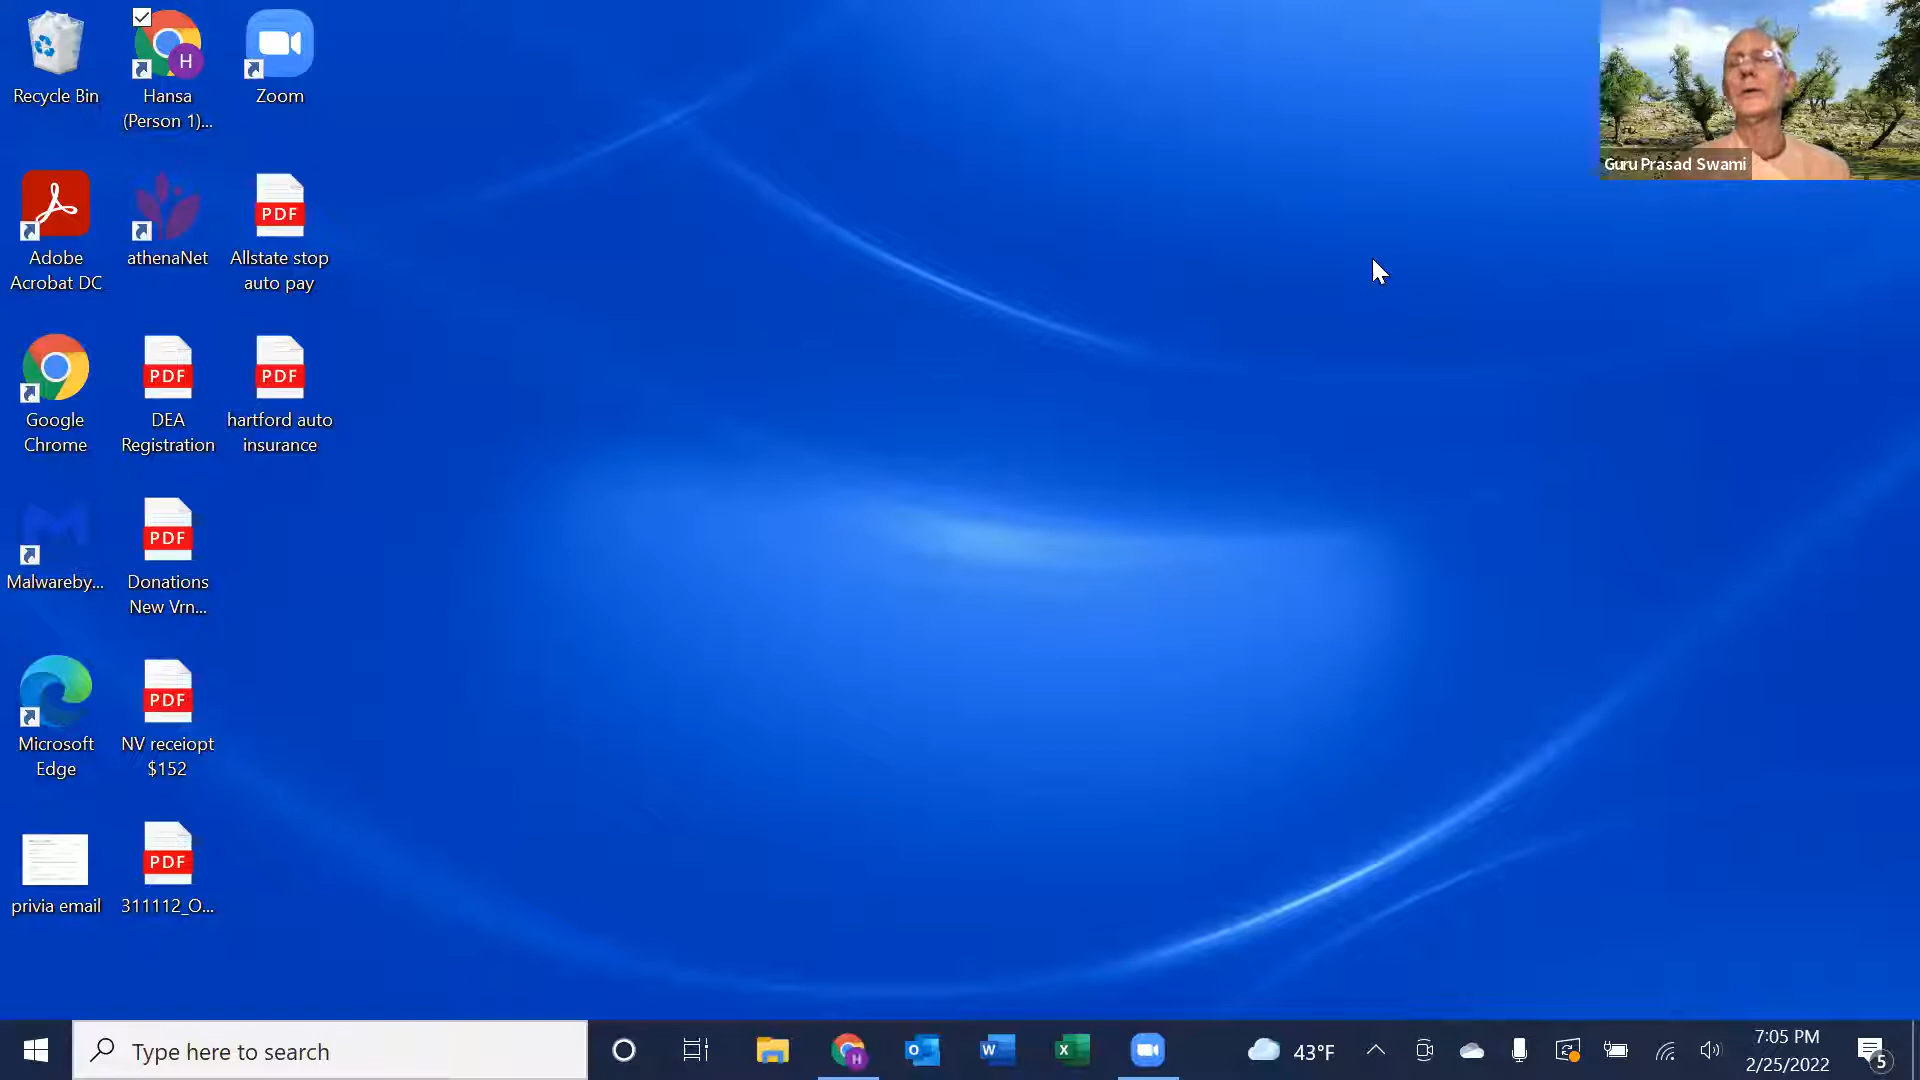 Recycle Bin
Hansa
(Person 1)...
Zoom
Guru Prasad Swami
Adobe
Acrobat DC
athenaNet
PDF
Allstate stop
auto pay
Google
Chrome
PDF
DEA
Registration
PDF
hartford auto
insurance
Malwareby...
PDF
Donations
New Vrn...
Microsoft
Edge
PDF
NV receiopt
$152
privia email
PDF
311112_O...
H
Type here to search
H
O
W
X
43°F
7:05 PM
2/25/2022
5